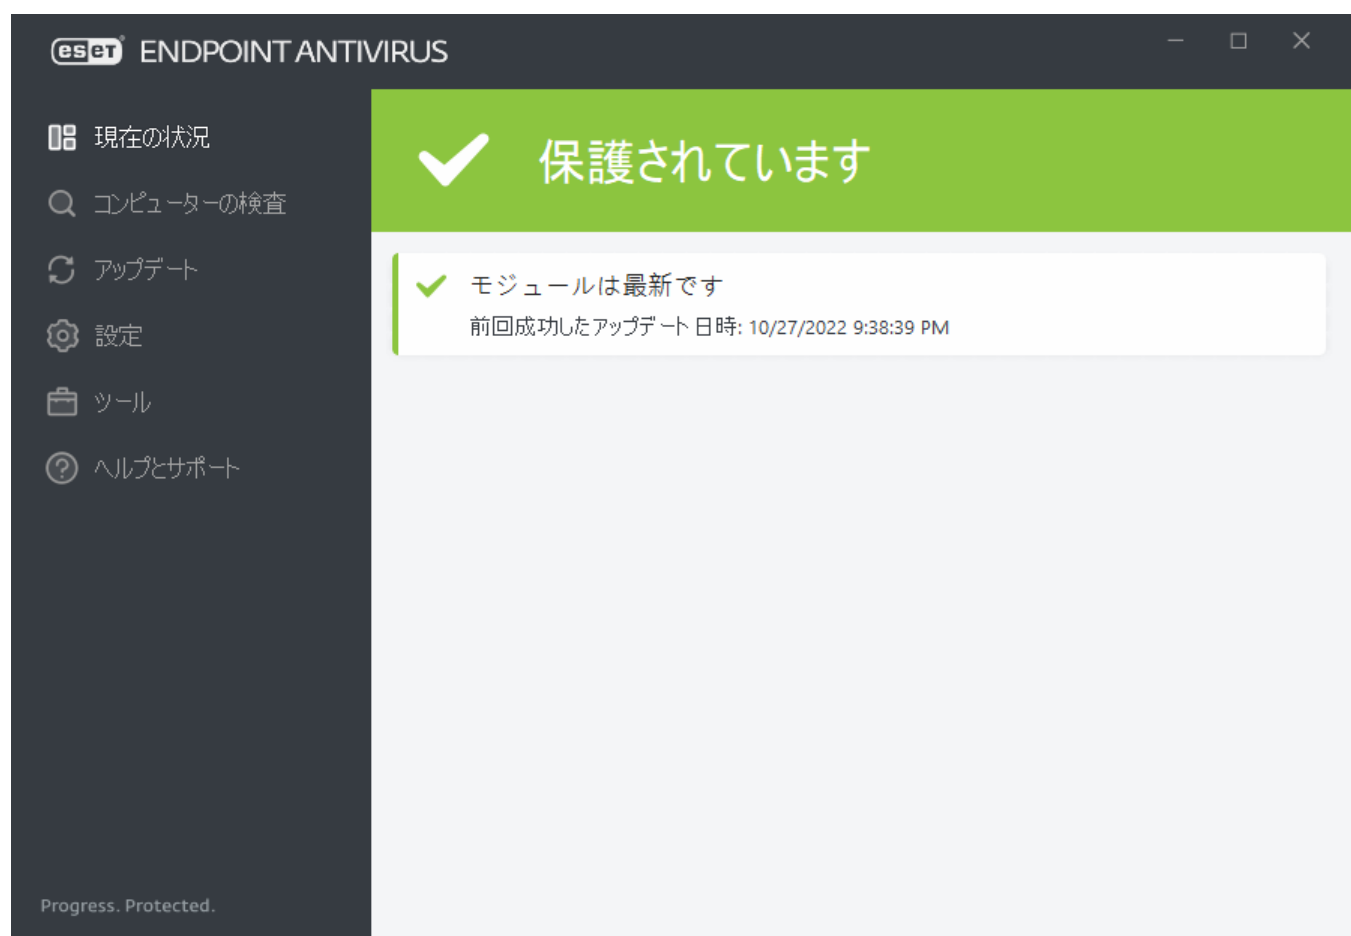 eset ENDPOINT ANTIVIRUS
現在の状況
コンピューターの検査
アップデート
設定
ツール
ヘルプとサポート
Progress. Protected.
保護されています
モジュールは最新です
前回成功したアップデート日時: 10/27/2022 9:38:39 PM